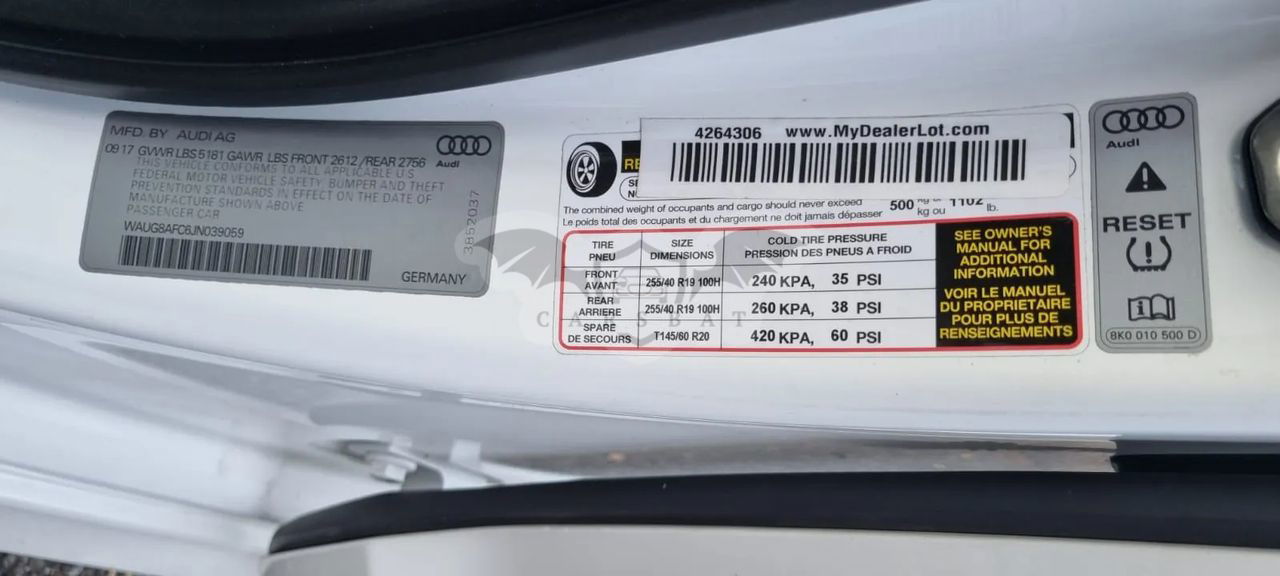 MFD. BY AUDI AG
Audi
09 17 GVWR LBS 5181 GAWR LBS FRONT 2612 / REAR 2756
THIS VEHICLE CONFORMS TO ALL APPLICABLE U.S
FEDERAL MOTOR VEHICLE SAFETY, BUMPER AND THEFT
PREVENTION STANDARDS IN EFFECT ON THE DATE OF
MANUFACTURE SHOWN ABOVE
PASSENGER CAR
WAUG8AFC6JN039059
3852037
GERMANY
4264306 www.MyDealerLot.com
The combined weight of occupants and cargo should never exceed
Le poids total des occupants et du chargement ne doit jamais dépasser
500 kg or 1102
kg ou lb.
TIRE SIZE COLD TIRE PRESSURE
PNEU DIMENSIONS PRESSION DES PNEUS A FROID
FRONT
AVANT 255/40 R19 100H 240 KPA, 35 PSI
REAR
ARRIERE 255/40 R19 100H 260 KPA, 38 PSI
SPARE
DE SECOURS T145/60 R20 420 KPA, 60 PSI
SEE OWNER'S
MANUAL FOR
ADDITIONAL
INFORMATION
VOIR LE MANUEL
DU PROPRIETAIRE
POUR PLUS DE
RENSEIGNEMENTS
CARSBAT
Audi
RESET
8K0 010 500 D